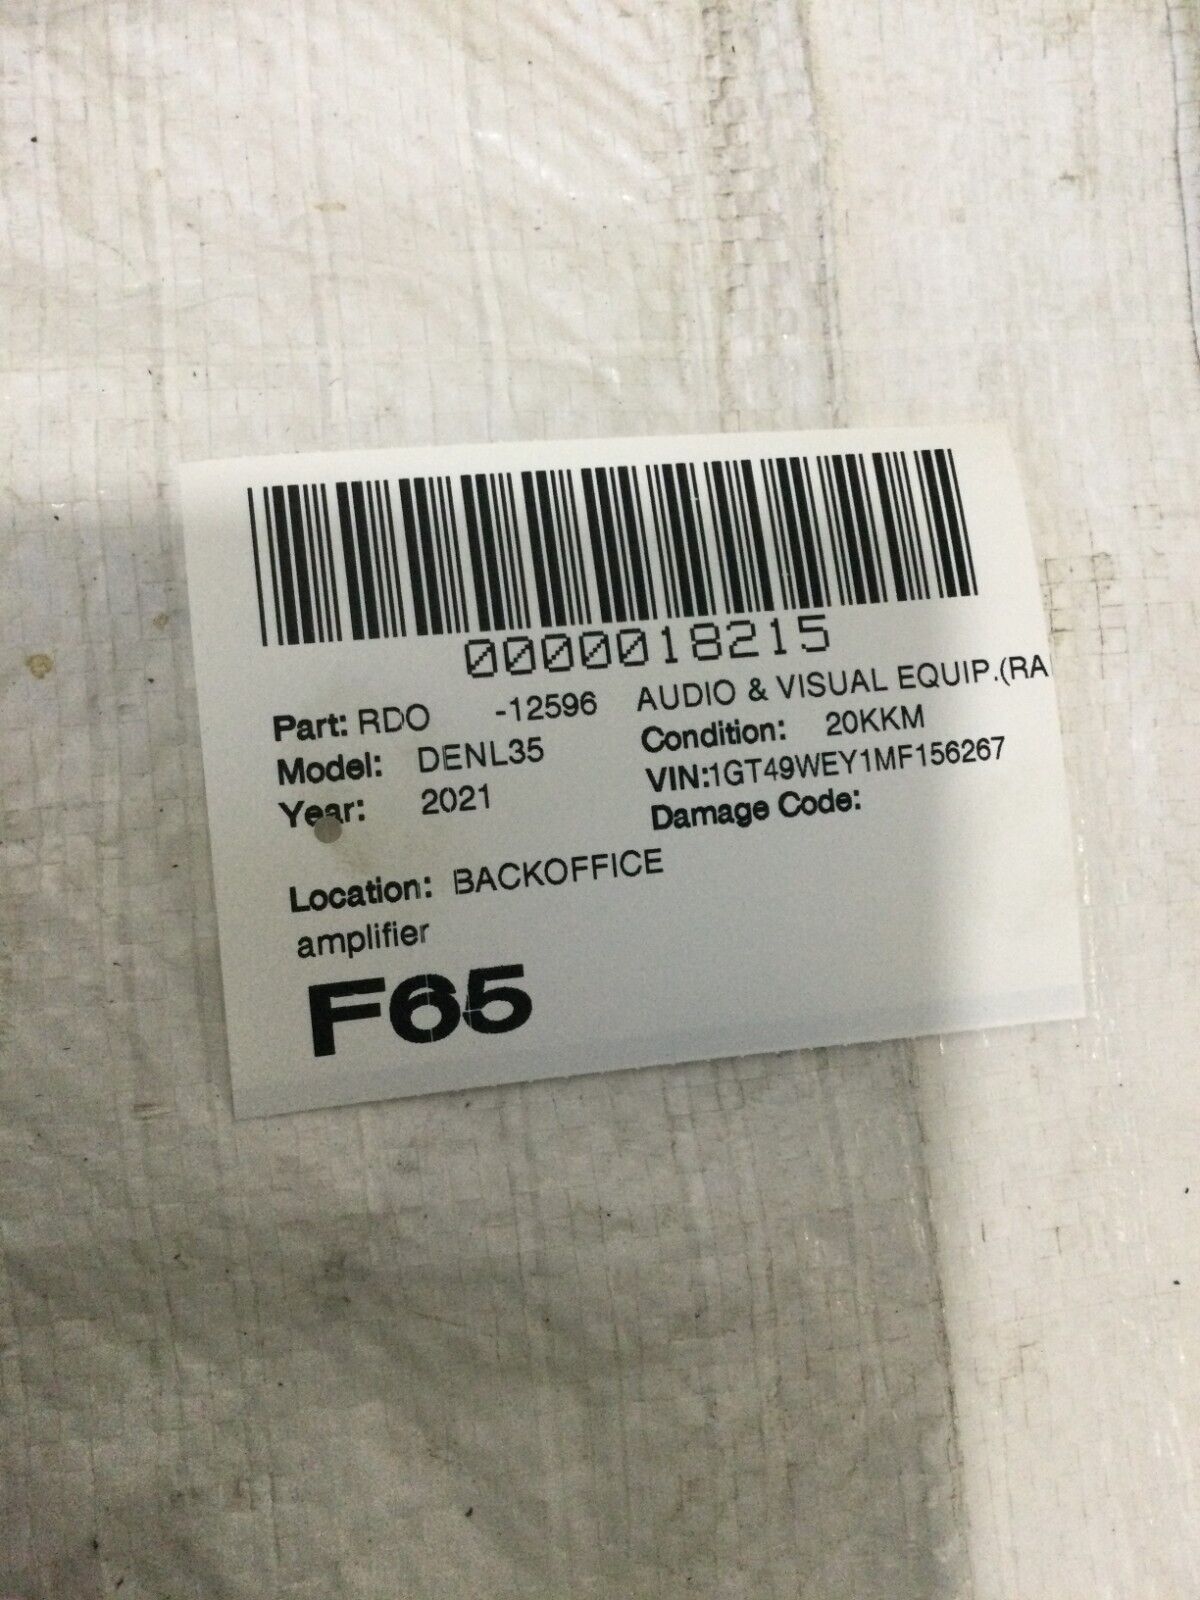 0000018215
Part: RDO -12596 AUDIO & VISUAL EQUIP.(RA
Model: DENL35 Condition: 20KKM
Year: 2021 VIN:1GT49WEY1MF156267
Damage Code:
Location: BACKOFFICE
amplifier
F65